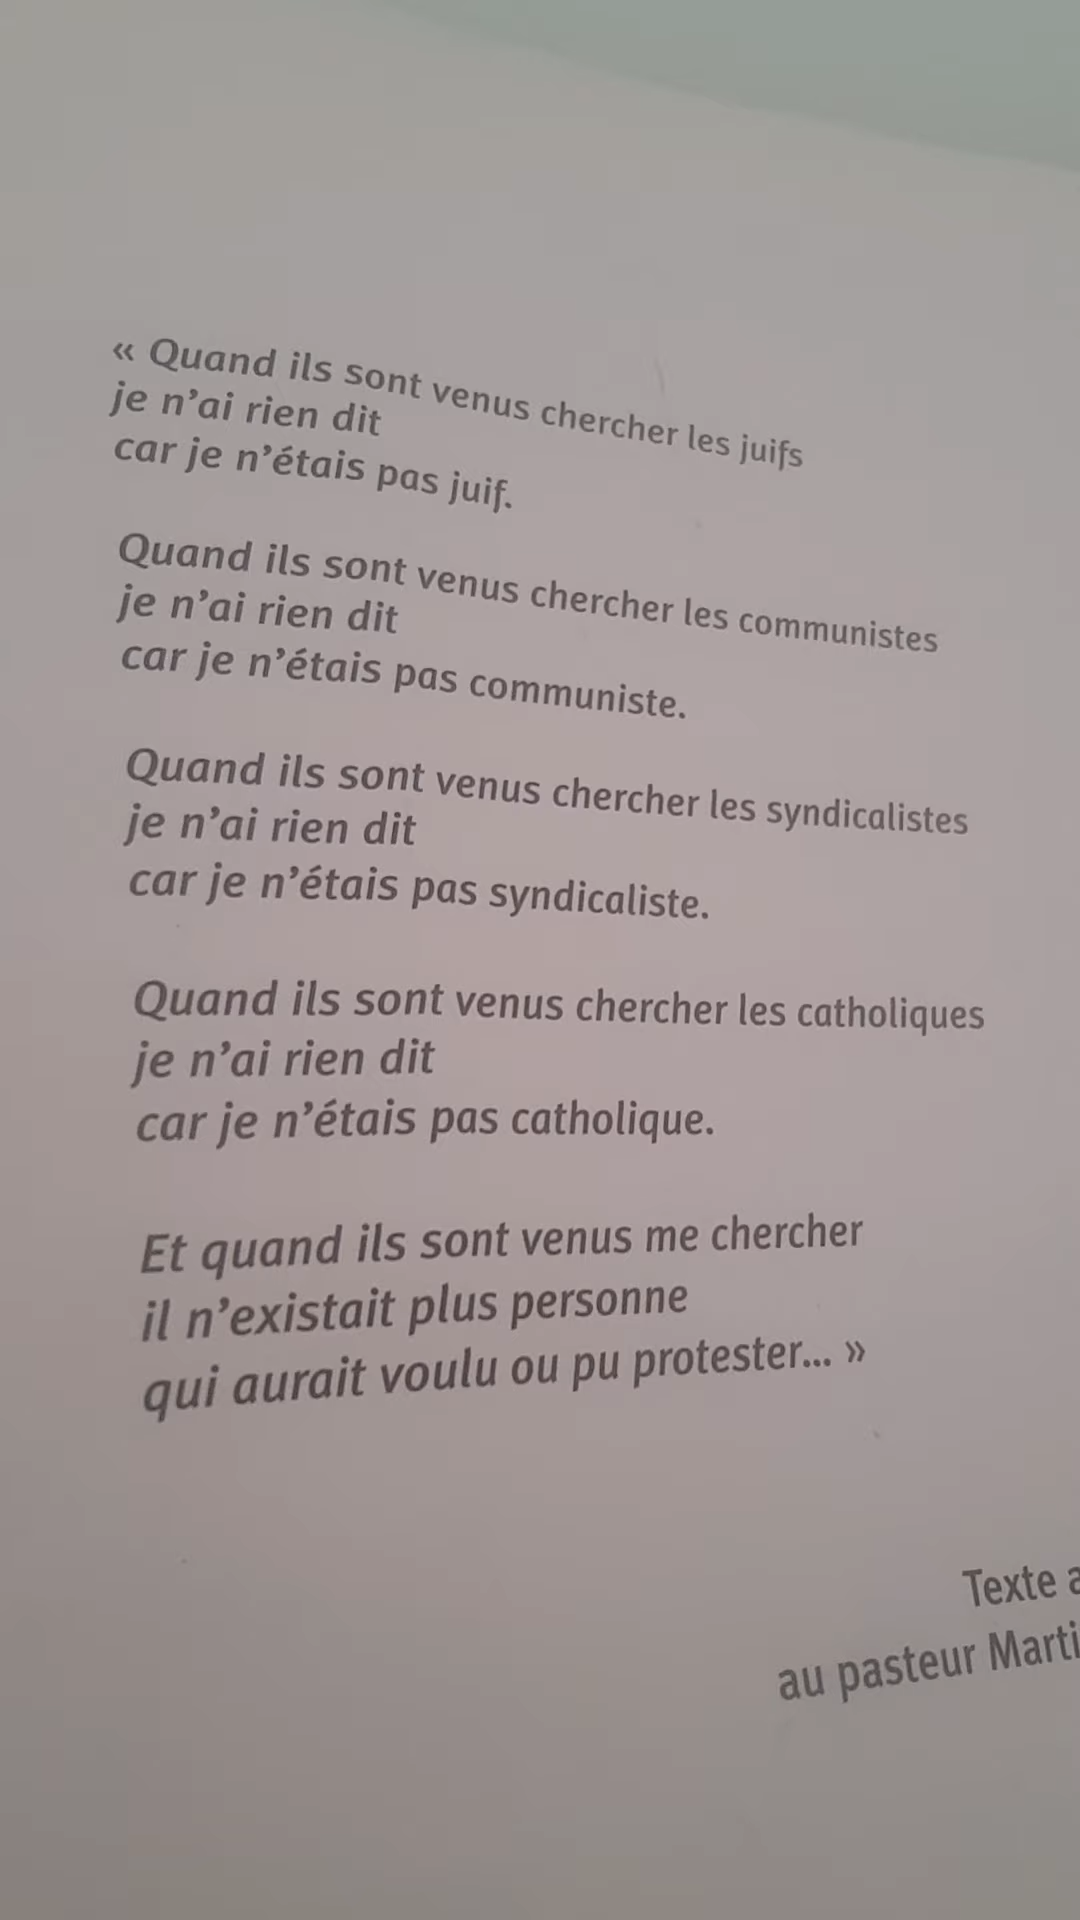 « Quand ils sont venus chercher les juifs
je n’ai rien dit
car je n’étais pas juif.
Quand ils sont venus chercher les communistes
je n’ai rien dit
car je n’étais pas communiste.
Quand ils sont venus chercher les syndicalistes
je n’ai rien dit
car je n’étais pas syndicaliste.
Quand ils sont venus chercher les catholiques
je n’ai rien dit
car je n’étais pas catholique.
Et quand ils sont venus me chercher
il n’existait plus personne
qui aurait voulu ou pu protester... »
Texte
au pasteur